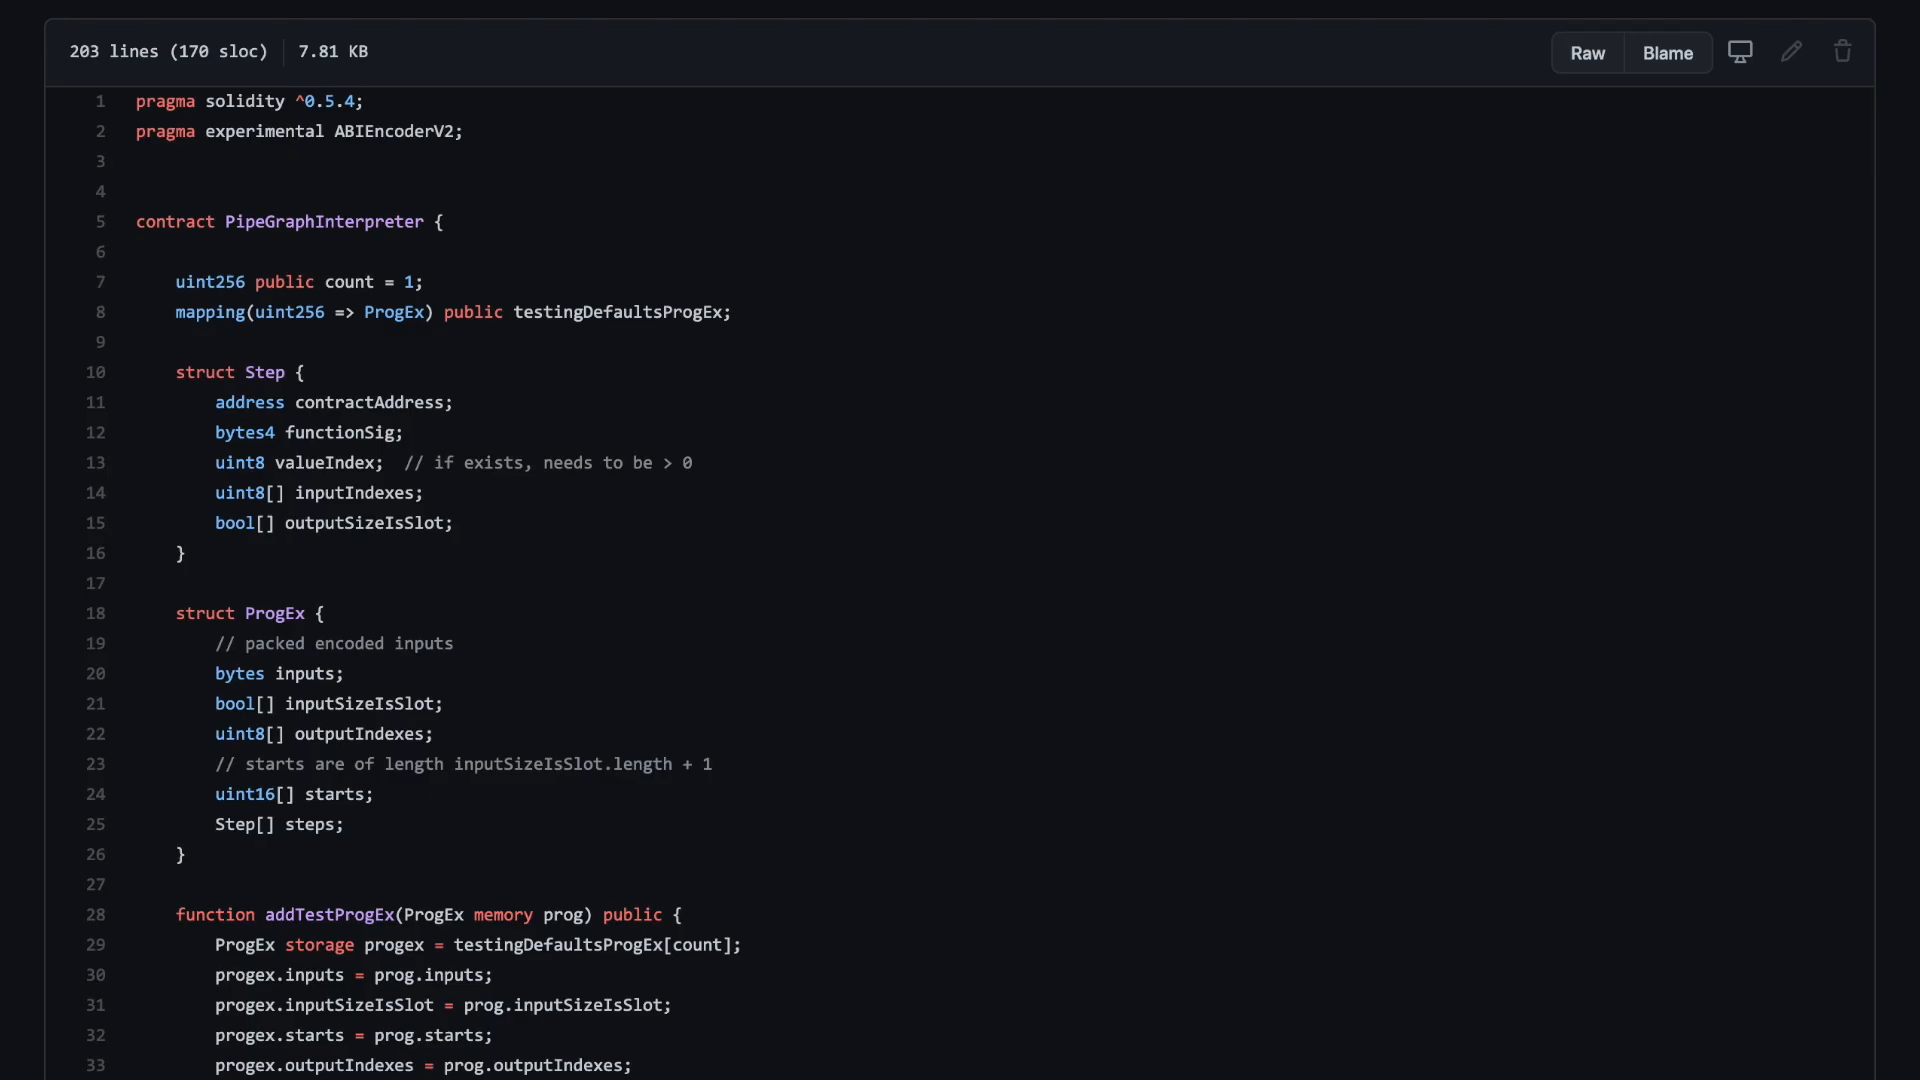 203 lines (170 sloc) 7.81 KB Raw Blame
1 pragma solidity ^0.5.4;
2 pragma experimental ABIEncoderV2;
3
4
5 contract PipeGraphInterpreter {
6
7 uint256 public count = 1;
8 mapping(uint256 => ProgEx) public testingDefaultsProgEx;
9
10 struct Step {
11 address contractAddress;
12 bytes4 functionSig;
13 uint8 valueIndex;  // if exists, needs to be > 0
14 uint8[] inputIndexes;
15 bool[] outputSizeIsSlot;
16 }
17
18 struct ProgEx {
19 // packed encoded inputs
20 bytes inputs;
21 bool[] inputSizeIsSlot;
22 uint8[] outputIndexes;
23 // starts are of length inputSizeIsSlot.length + 1
24 uint16[] starts;
25 Step[] steps;
26 }
27
28 function addTestProgEx(ProgEx memory prog) public {
29 ProgEx storage progex = testingDefaultsProgEx[count];
30 progex.inputs = prog.inputs;
31 progex.inputSizeIsSlot = prog.inputSizeIsSlot;
32 progex.starts = prog.starts;
33 progex.outputIndexes = prog.outputIndexes;